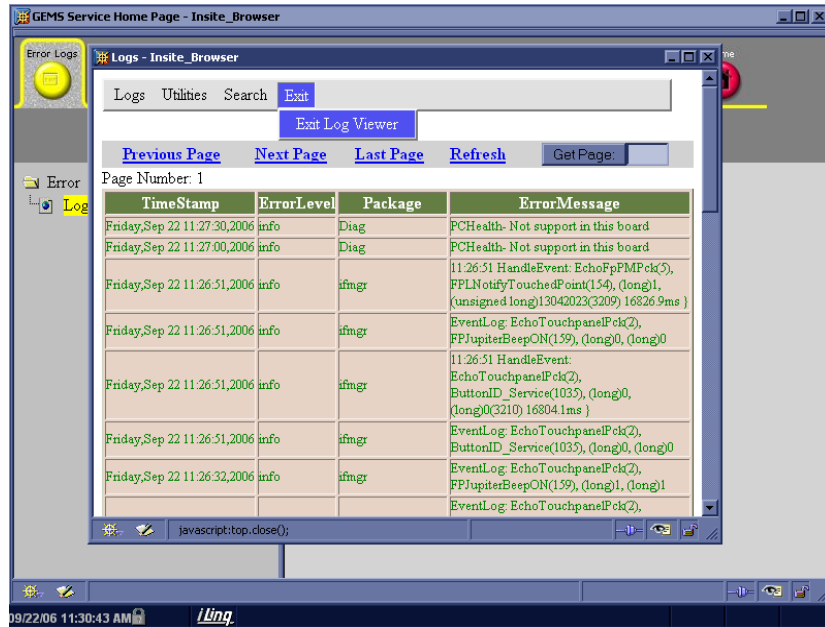 GEMS Service Home Page - Insite_Browser
Error Logs
Logs - Insite_Browser
me
Logs Utilities Search Exit
Exit Log Viewer
Previous Page Next Page Last Page Refresh Get Page:
Page Number: 1
Error
Log
TimeStamp ErrorLevel Package ErrorMessage
Friday,Sep 22 11:27:30,2006 info Diag PCHealth- Not support in this board
Friday,Sep 22 11:27:00,2006 info Diag PCHealth- Not support in this board
Friday,Sep 22 11:26:51,2006 info ifmgr 11:26:51 HandleEvent: EchoFpPMPck(5),
FPLNotifyTouchedPoint(154), (long)1,
(unsigned long)13042023(3209) 16826.9ms }
Friday,Sep 22 11:26:51,2006 info ifmgr EventLog: EchoTouchpanelPck(2),
FPJupiterBeepON(159), (long)0, (long)0
Friday,Sep 22 11:26:51,2006 info ifmgr 11:26:51 HandleEvent:
EchoTouchpanelPck(2),
ButtonID_Service(1035), (long)0,
(long)0(3210) 16804.1ms }
Friday,Sep 22 11:26:51,2006 info ifmgr EventLog: EchoTouchpanelPck(2),
ButtonID_Service(1035), (long)0, (long)0
Friday,Sep 22 11:26:32,2006 info ifmgr EventLog: EchoTouchpanelPck(2),
FPJupiterBeepON(159), (long)1, (long)1
EventLog: EchoTouchpanelPck(2),
javascript:top.close();
09/22/06 11:30:43 AM iLinq